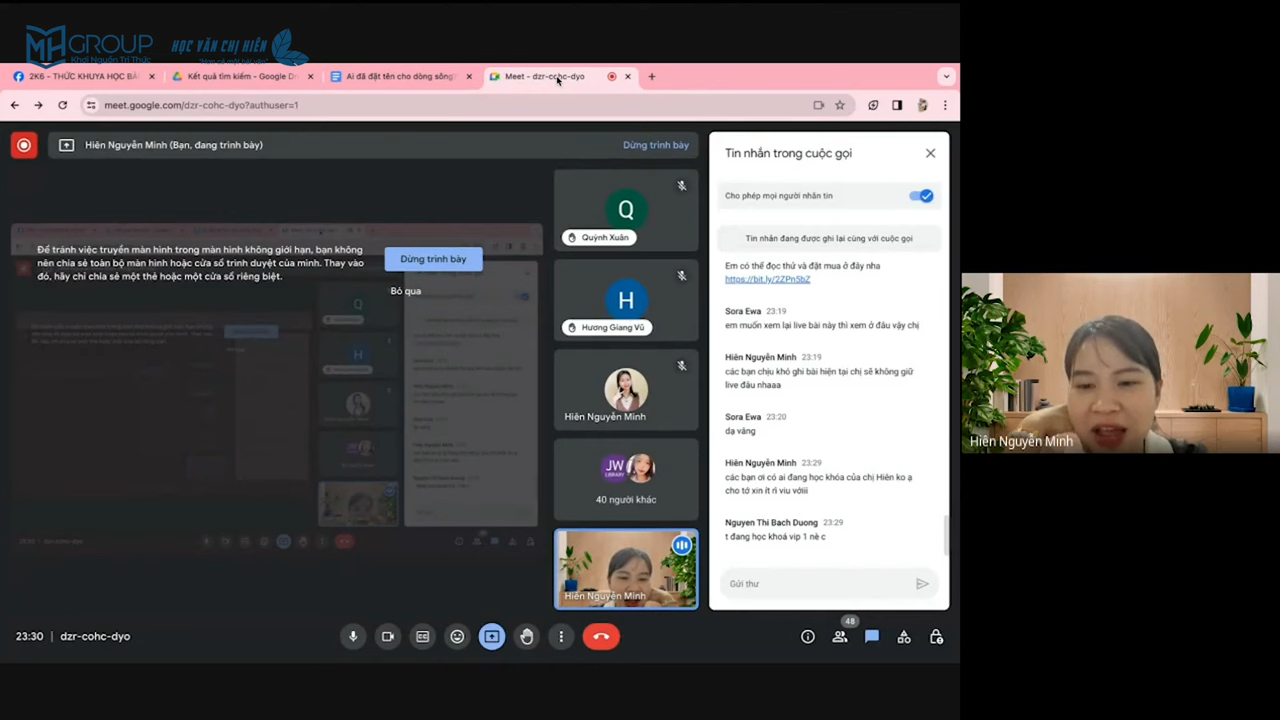 MH GROUP
Khơi Nguồn Tri Thức
HỌC VĂN CHỊ HIÊN
2K6 - THỨC KHUYA HỌC BÀ
Kết quả tìm kiếm - Google Dr
Ai đã đặt tên cho dòng sông
Meet - dzr-cohc-dyo
meet.google.com/dzr-cohc-dyo?authuser=1
Hiên Nguyễn Minh (Bạn, đang trình bày)
Dừng trình bày
Để tránh việc truyền màn hình trong màn hình không giới hạn, bạn không
nên chia sẻ toàn bộ màn hình hoặc cửa sổ trình duyệt của mình. Thay vào
đó, hãy chỉ chia sẻ một thẻ hoặc một cửa sổ riêng biệt.
Dừng trình bày
Bỏ qua
Q
Quỳnh Xuân
H
Hương Giang Vũ
Hiên Nguyễn Minh
JW
LIBRARY
40 người khác
Hiên Nguyễn Minh
Tin nhắn trong cuộc gọi
Cho phép mọi người nhắn tin
Tin nhắn đang được ghi lại cùng với cuộc gọi
Em có thể đọc thử và đặt mua ở đây nha
https://bit.ly/2ZPn5bZ
Sora Ewa 23:19
em muốn xem lại live bài này thì xem ở đâu vậy chị
Hiên Nguyễn Minh 23:19
các bạn chịu khó ghi bài hiện tại chị sẽ không giữ
live đâu nhaaa
Sora Ewa 23:20
dạ vâng
Hiên Nguyễn Minh 23:29
các bạn ơi có ai đang học khóa của chị Hiên ko ạ
cho tớ xin ít rì viu vớiii
Nguyen Thi Bach Duong 23:29
t đang học khoá vip 1 nè c
Gửi thư
23:30 | dzr-cohc-dyo
48
Hiên Nguyễn Minh